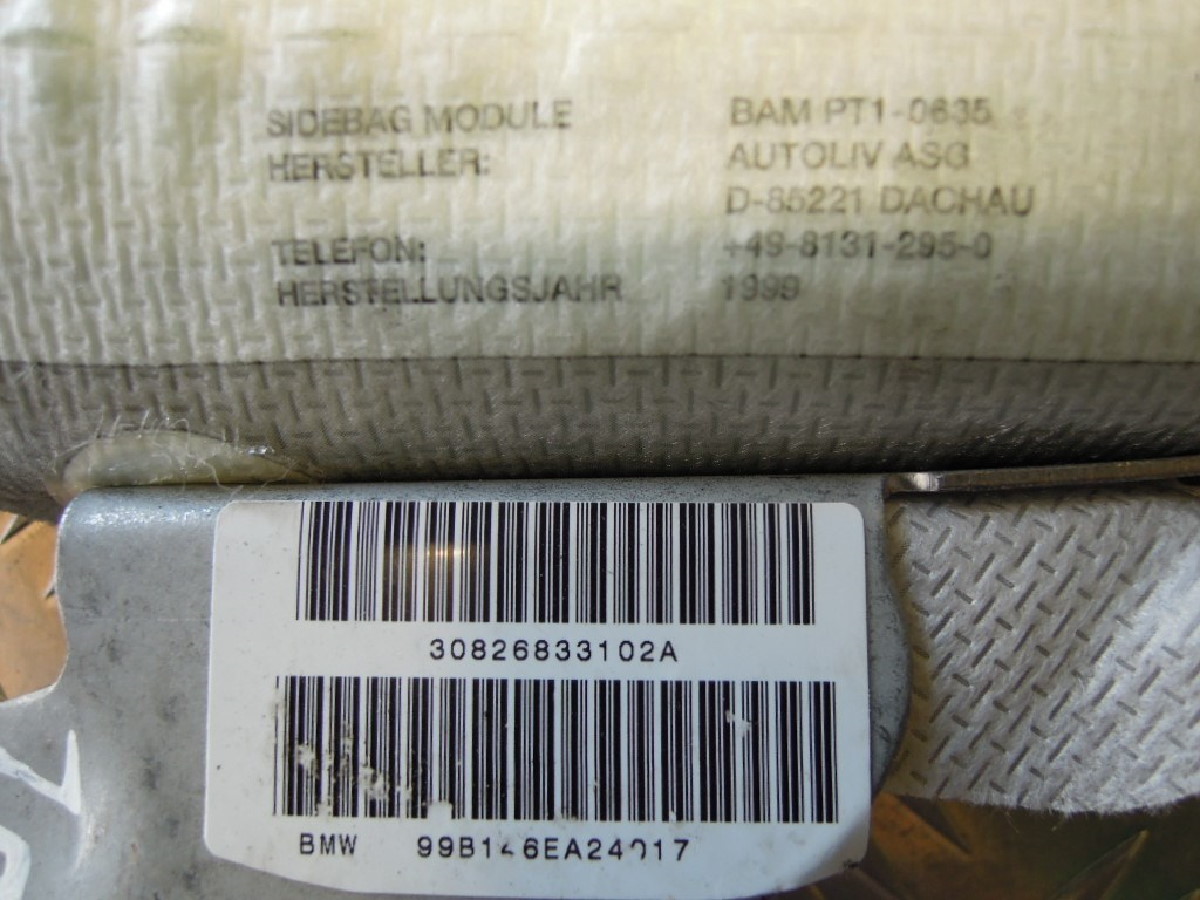 SIDEBAG MODULE BAM PT1-0635
HERSTELLER: AUTOLIV ASG
D-85221 DACHAU
TELEFON: +49-8131-295-0
HERSTELLUNGSJAHR 1999
30826833102A
BMW 99B146EA24017